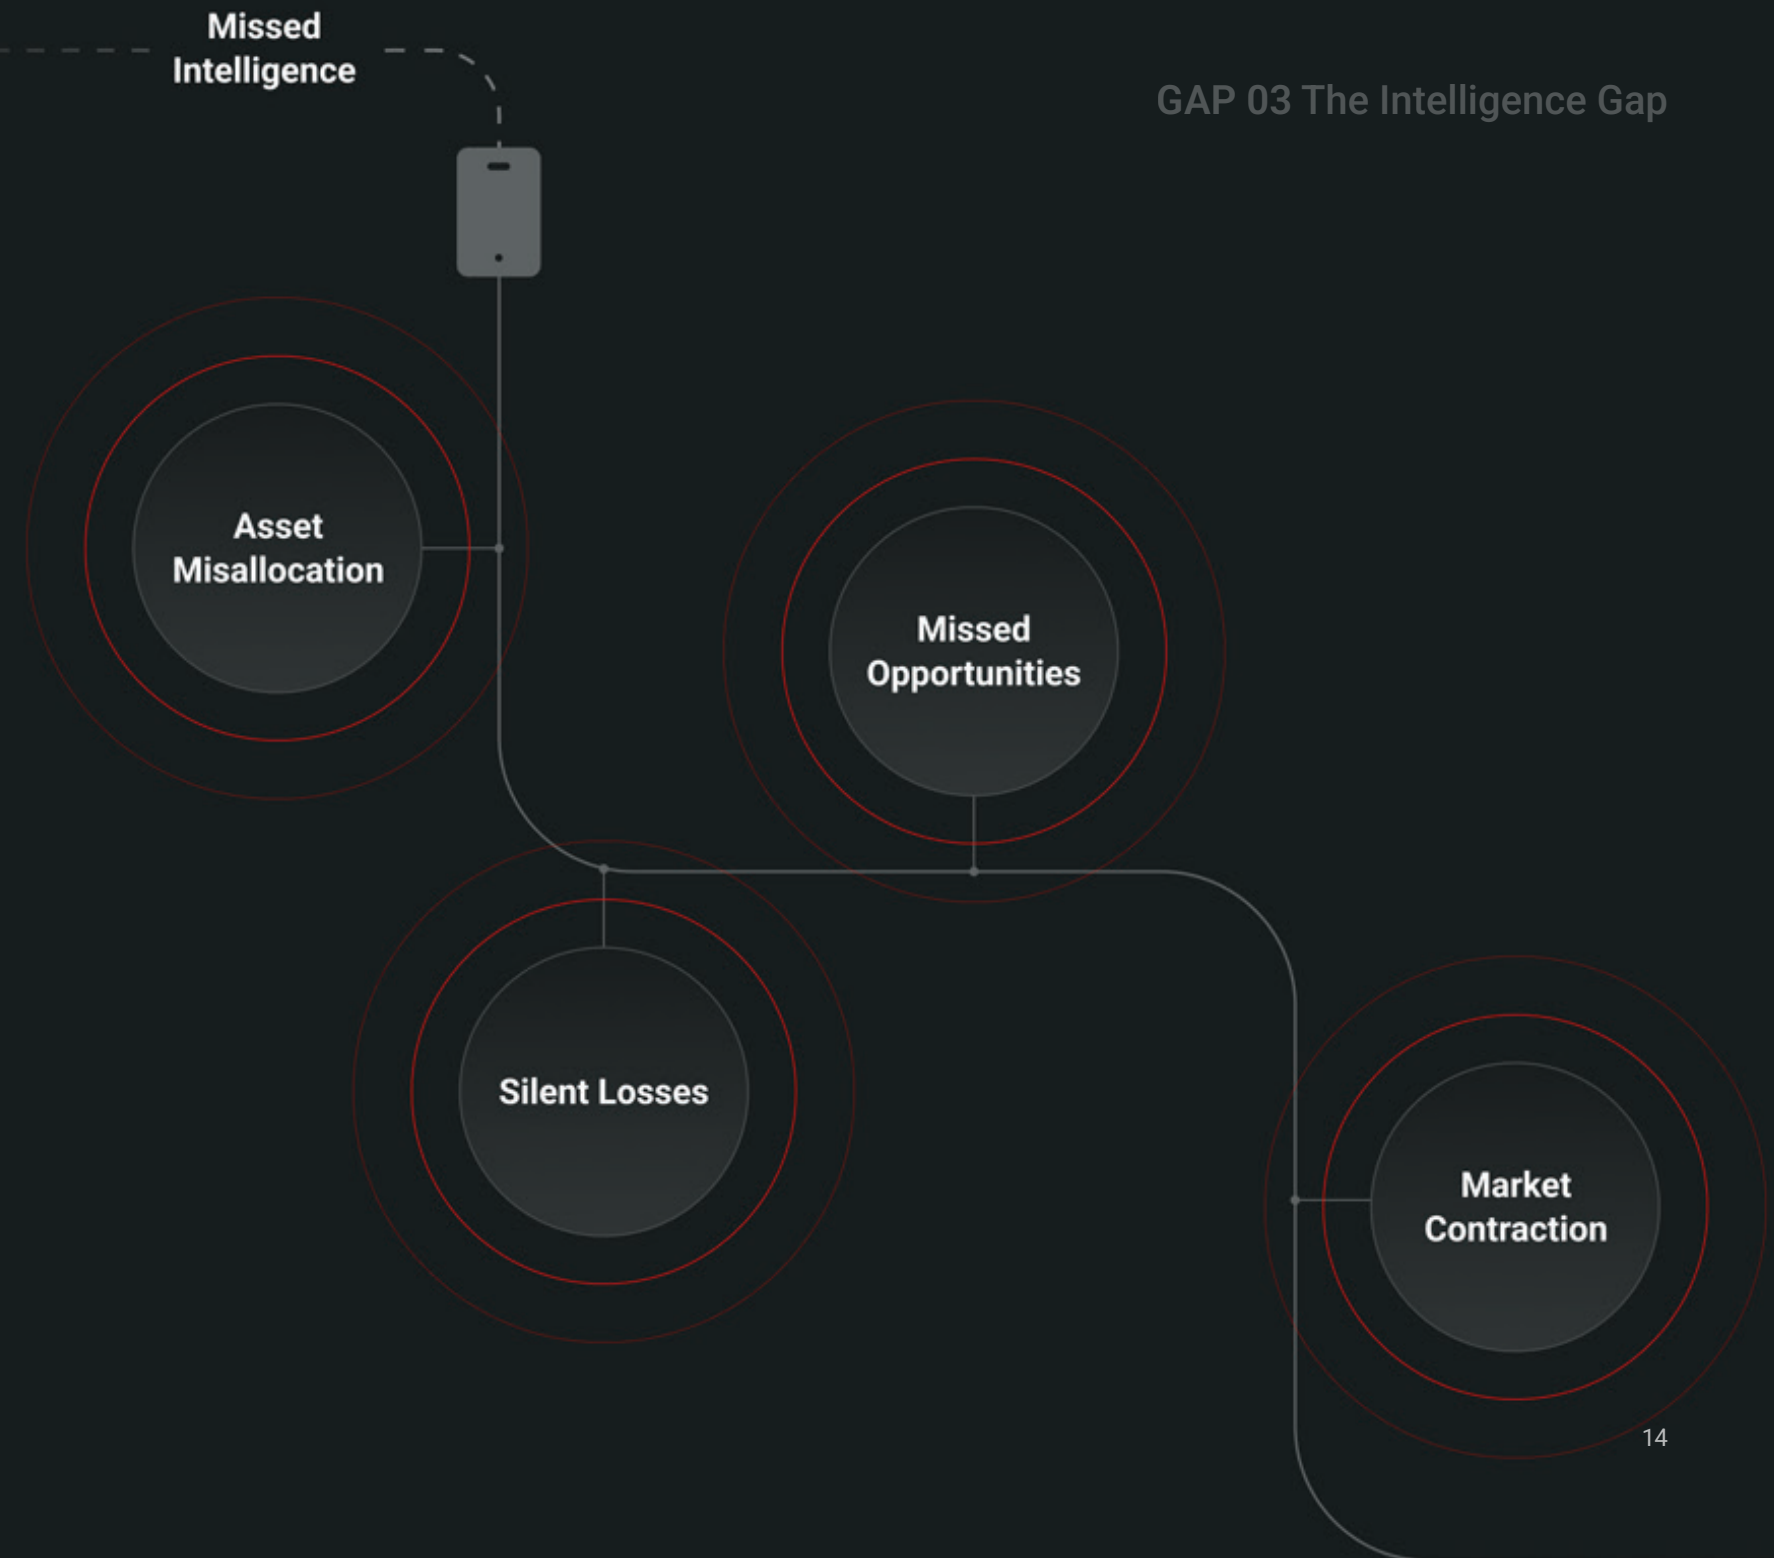 Missed
Intelligence
GAP 03 The Intelligence Gap
Asset
Misallocation
Missed
Opportunities
Silent Losses
Market
Contraction
14